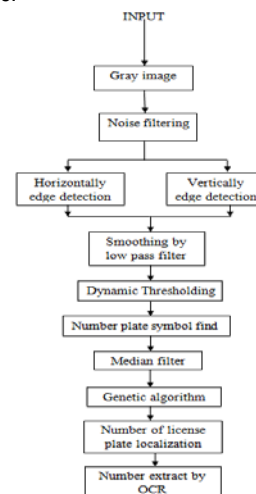 INPUT
Gray image
Noise filtering
Horizontally
edge detection
Vertically
edge detection
Smoothing by
low pass filter
Dynamic Thresholding
Number plate symbol find
Median filter
Genetic algorithm
Number of license
plate localization
Number extract by
OCR